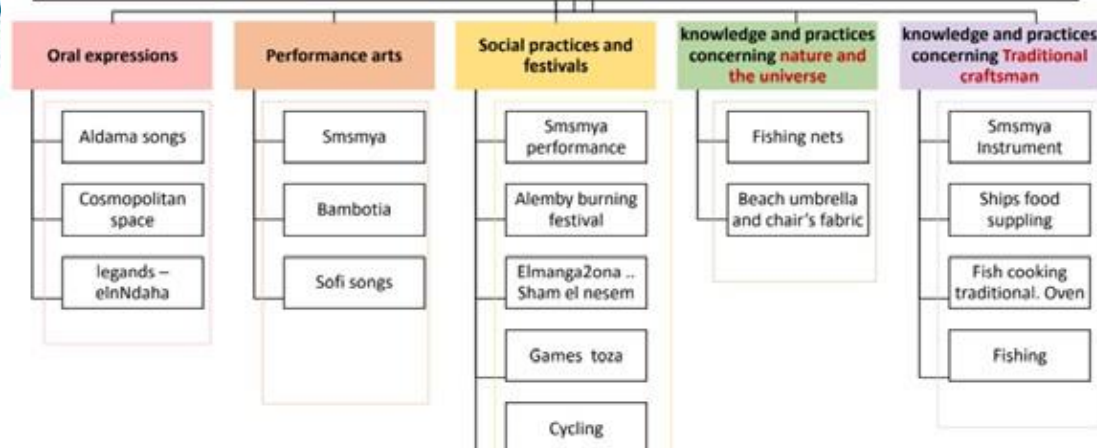 Oral expressions
Aldama songs
Cosmopolitan
space
legands –
elnNdaha
Performance arts
Smsmya
Bambotia
Sofi songs
Social practices and
festivals
Smsmya
performance
Alemby burning
festival
Elmanga2ona ..
Sham el nesem
Games toza
Cycling
knowledge and practices
concerning nature and
the universe
Fishing nets
Beach umbrella
and chair's fabric
knowledge and practices
concerning Traditional
craftsman
Smsmya
Instrument
Ships food
suppling
Fish cooking
traditional. Oven
Fishing